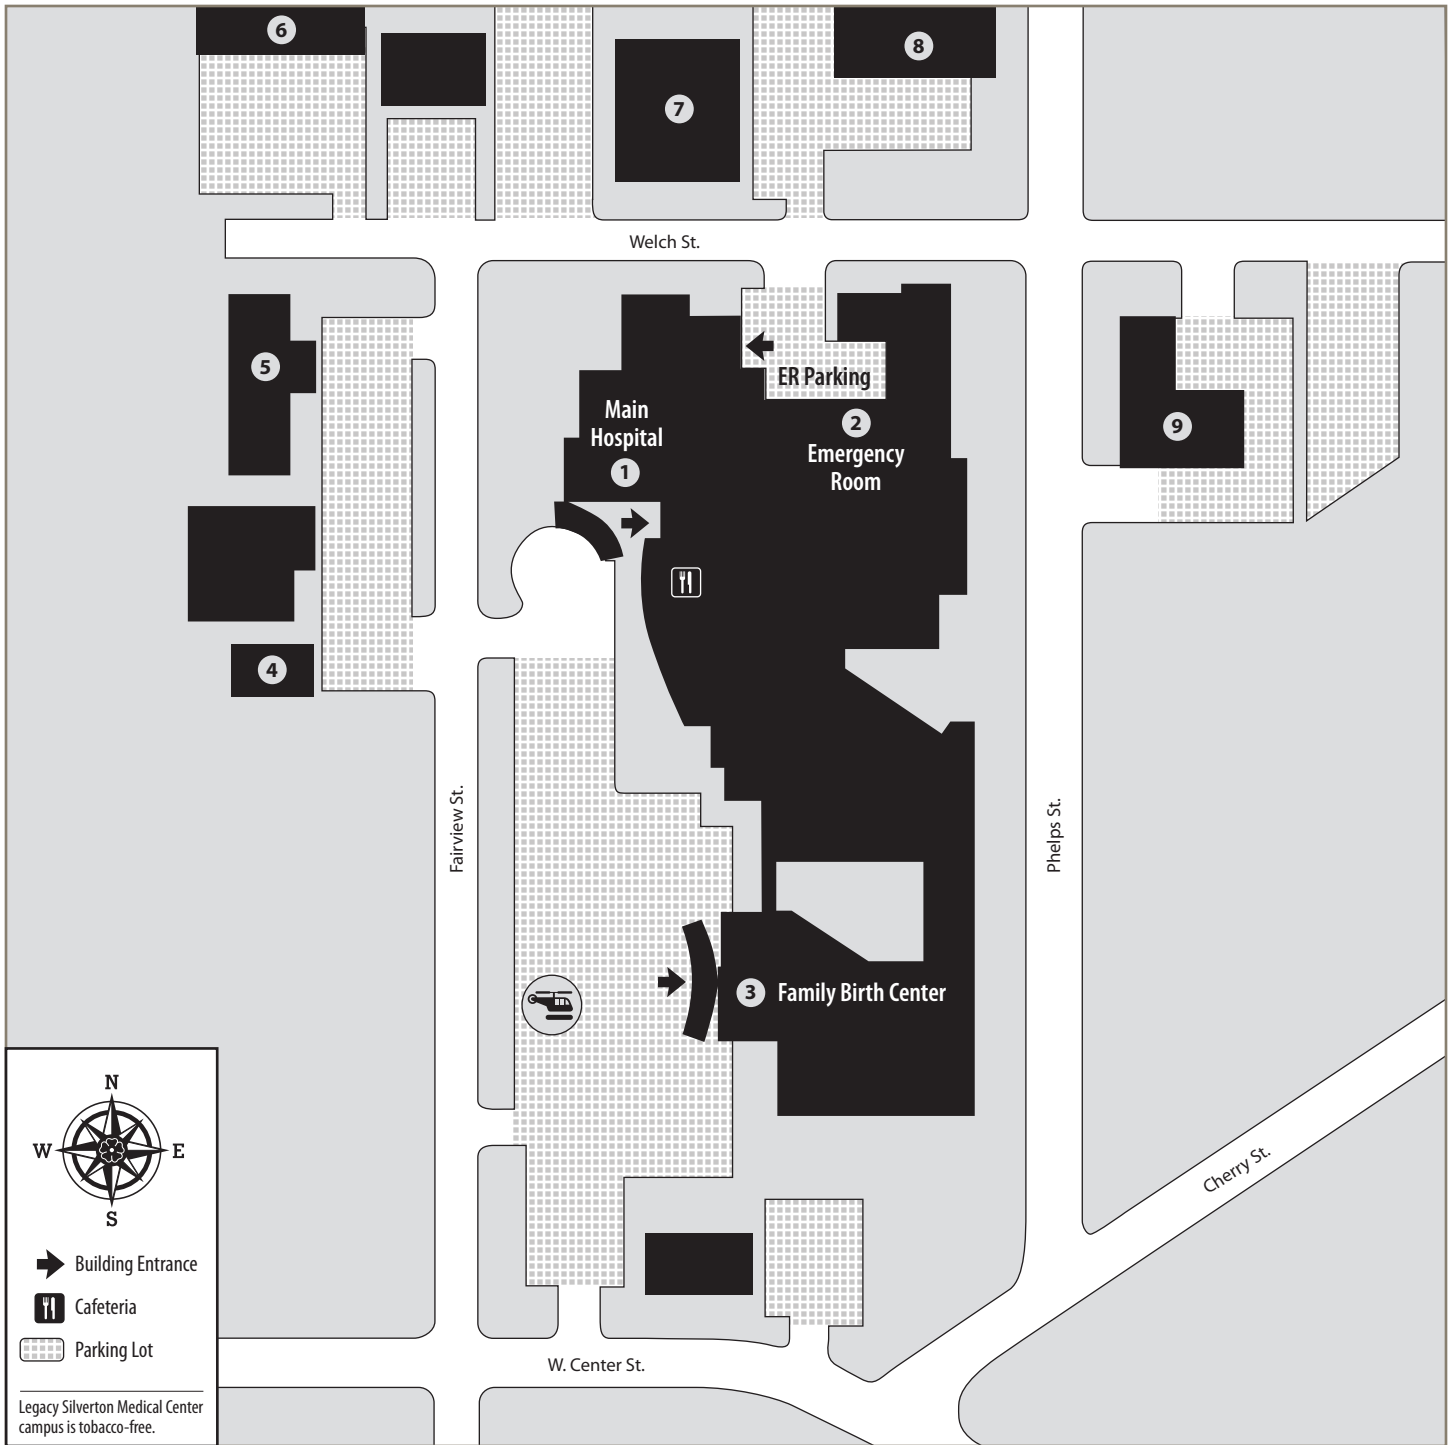 6
8
7
Welch St.
5
ER Parking
Main
Hospital
1
2
Emergency
Room
9
4
Fairview St.
Phelps St.
3 Family Birth Center
N
W E
S
Cherry St.
Building Entrance
Cafeteria
Parking Lot
W. Center St.
Legacy Silverton Medical Center
campus is tobacco-free.